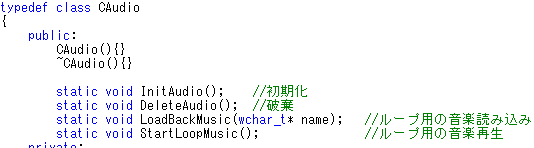 typedef class CAudio
{
public:
CAudio(){}
~CAudio(){}
static void InitAudio(); //初期化
static void DeleteAudio(); //破棄
static void LoadBackMusic(wchar_t* name); //ループ用の音楽読み込み
static void StartLoopMusic(); //ループ用の音楽再生
private: